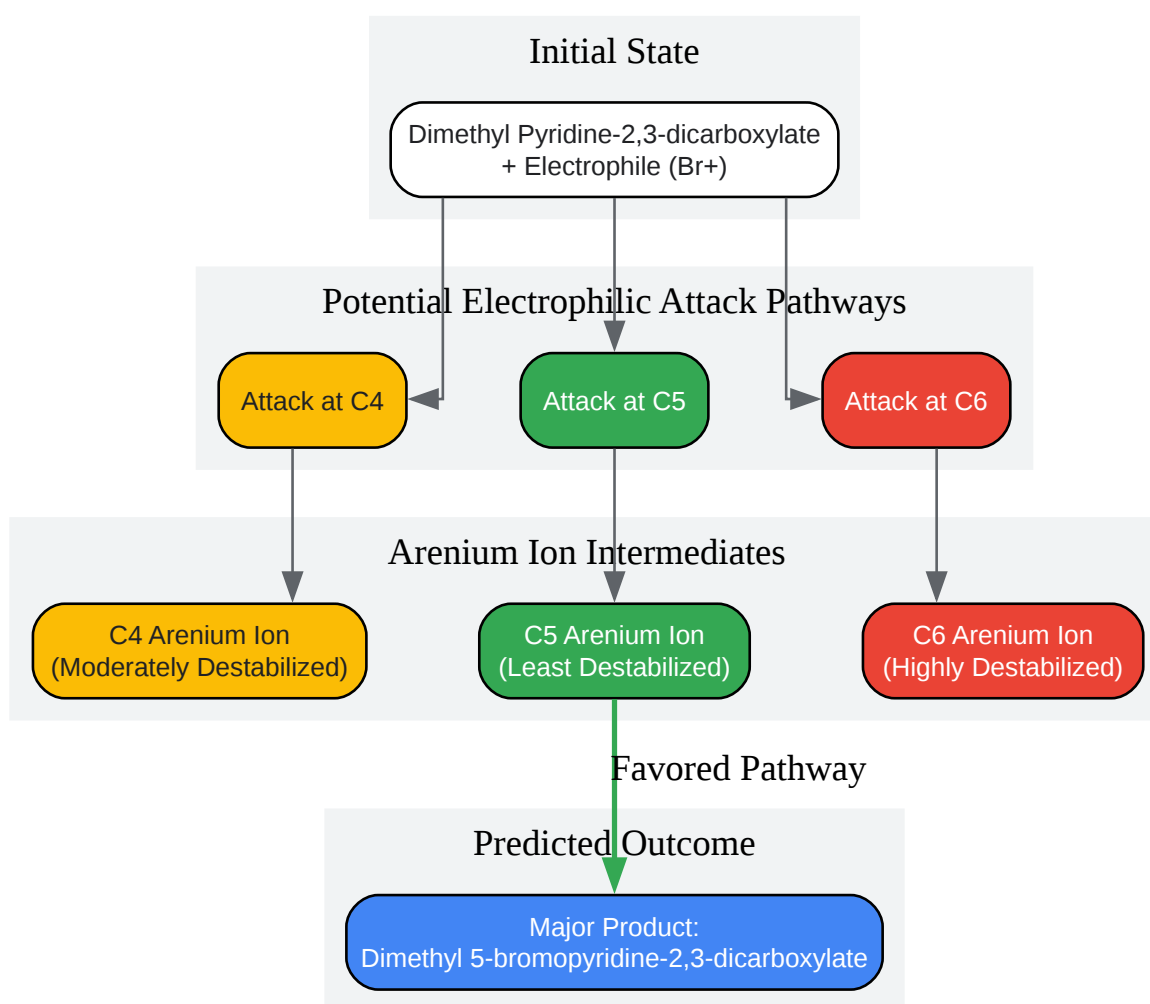 Initial State
Dimethyl Pyridine-2,3-dicarboxylate
+ Electrophile (Br+)
Potential Electrophilic Attack Pathways
Attack at C4
Attack at C5
Attack at C6
Arenium Ion Intermediates
C4 Arenium Ion
(Moderately Destabilized)
C5 Arenium Ion
(Least Destabilized)
C6 Arenium Ion
(Highly Destabilized)
Favored Pathway
Predicted Outcome
Major Product:
Dimethyl 5-bromopyridine-2,3-dicarboxylate